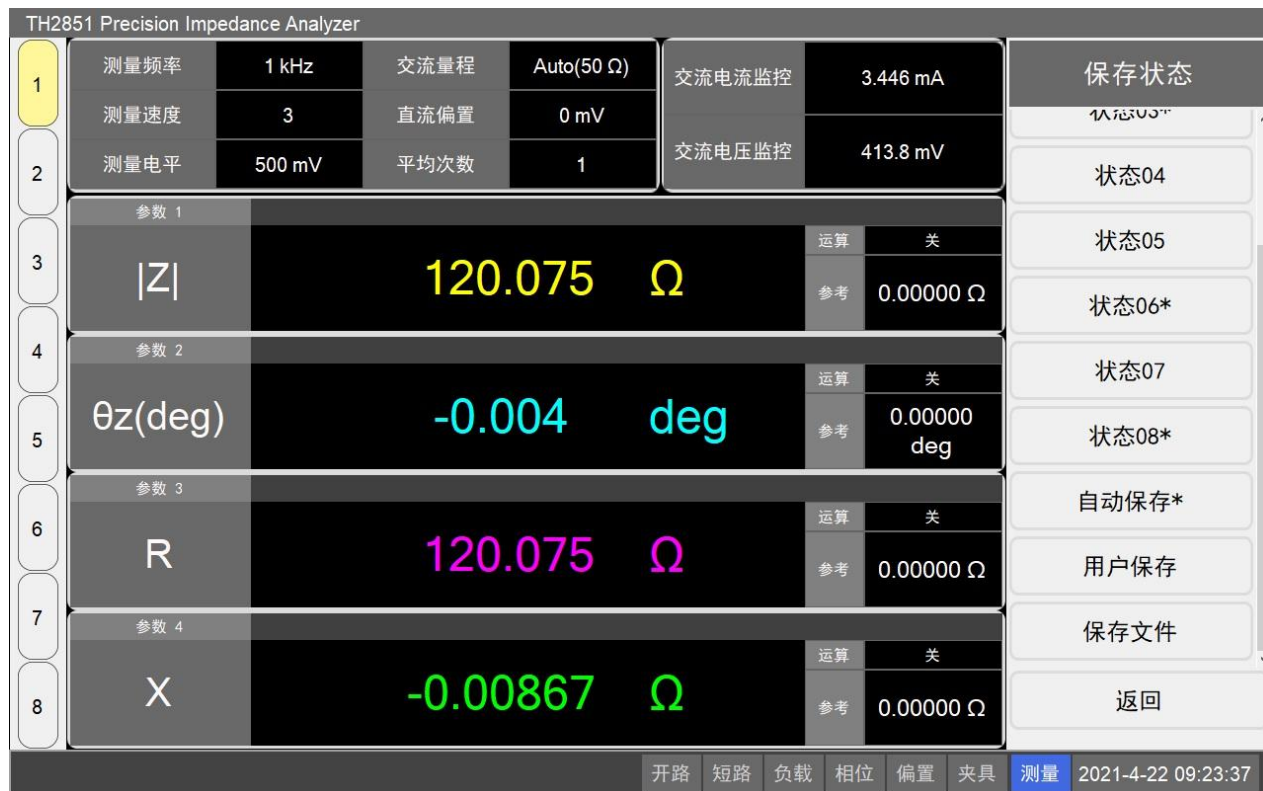 TH2851 Precision Impedance Analyzer
1
2
3
4
5
6
7
8
测量频率 1 kHz 交流量程 Auto(50 Ω)
测量速度 3 直流偏置 0 mV
测量电平 500 mV 平均次数 1
交流电流监控 3.446 mA
交流电压监控 413.8 mV
参数 1
|Z| 120.075 Ω
运算 关
参考 0.00000 Ω
参数 2
θz(deg) -0.004 deg
运算 关
参考 0.00000 deg
参数 3
R 120.075 Ω
运算 关
参考 0.00000 Ω
参数 4
X -0.00867 Ω
运算 关
参考 0.00000 Ω
保存状态
状态03*
状态04
状态05
状态06*
状态07
状态08*
自动保存*
用户保存
保存文件
返回
开路 短路 负载 相位 偏置 夹具 测量 2021-4-22 09:23:37